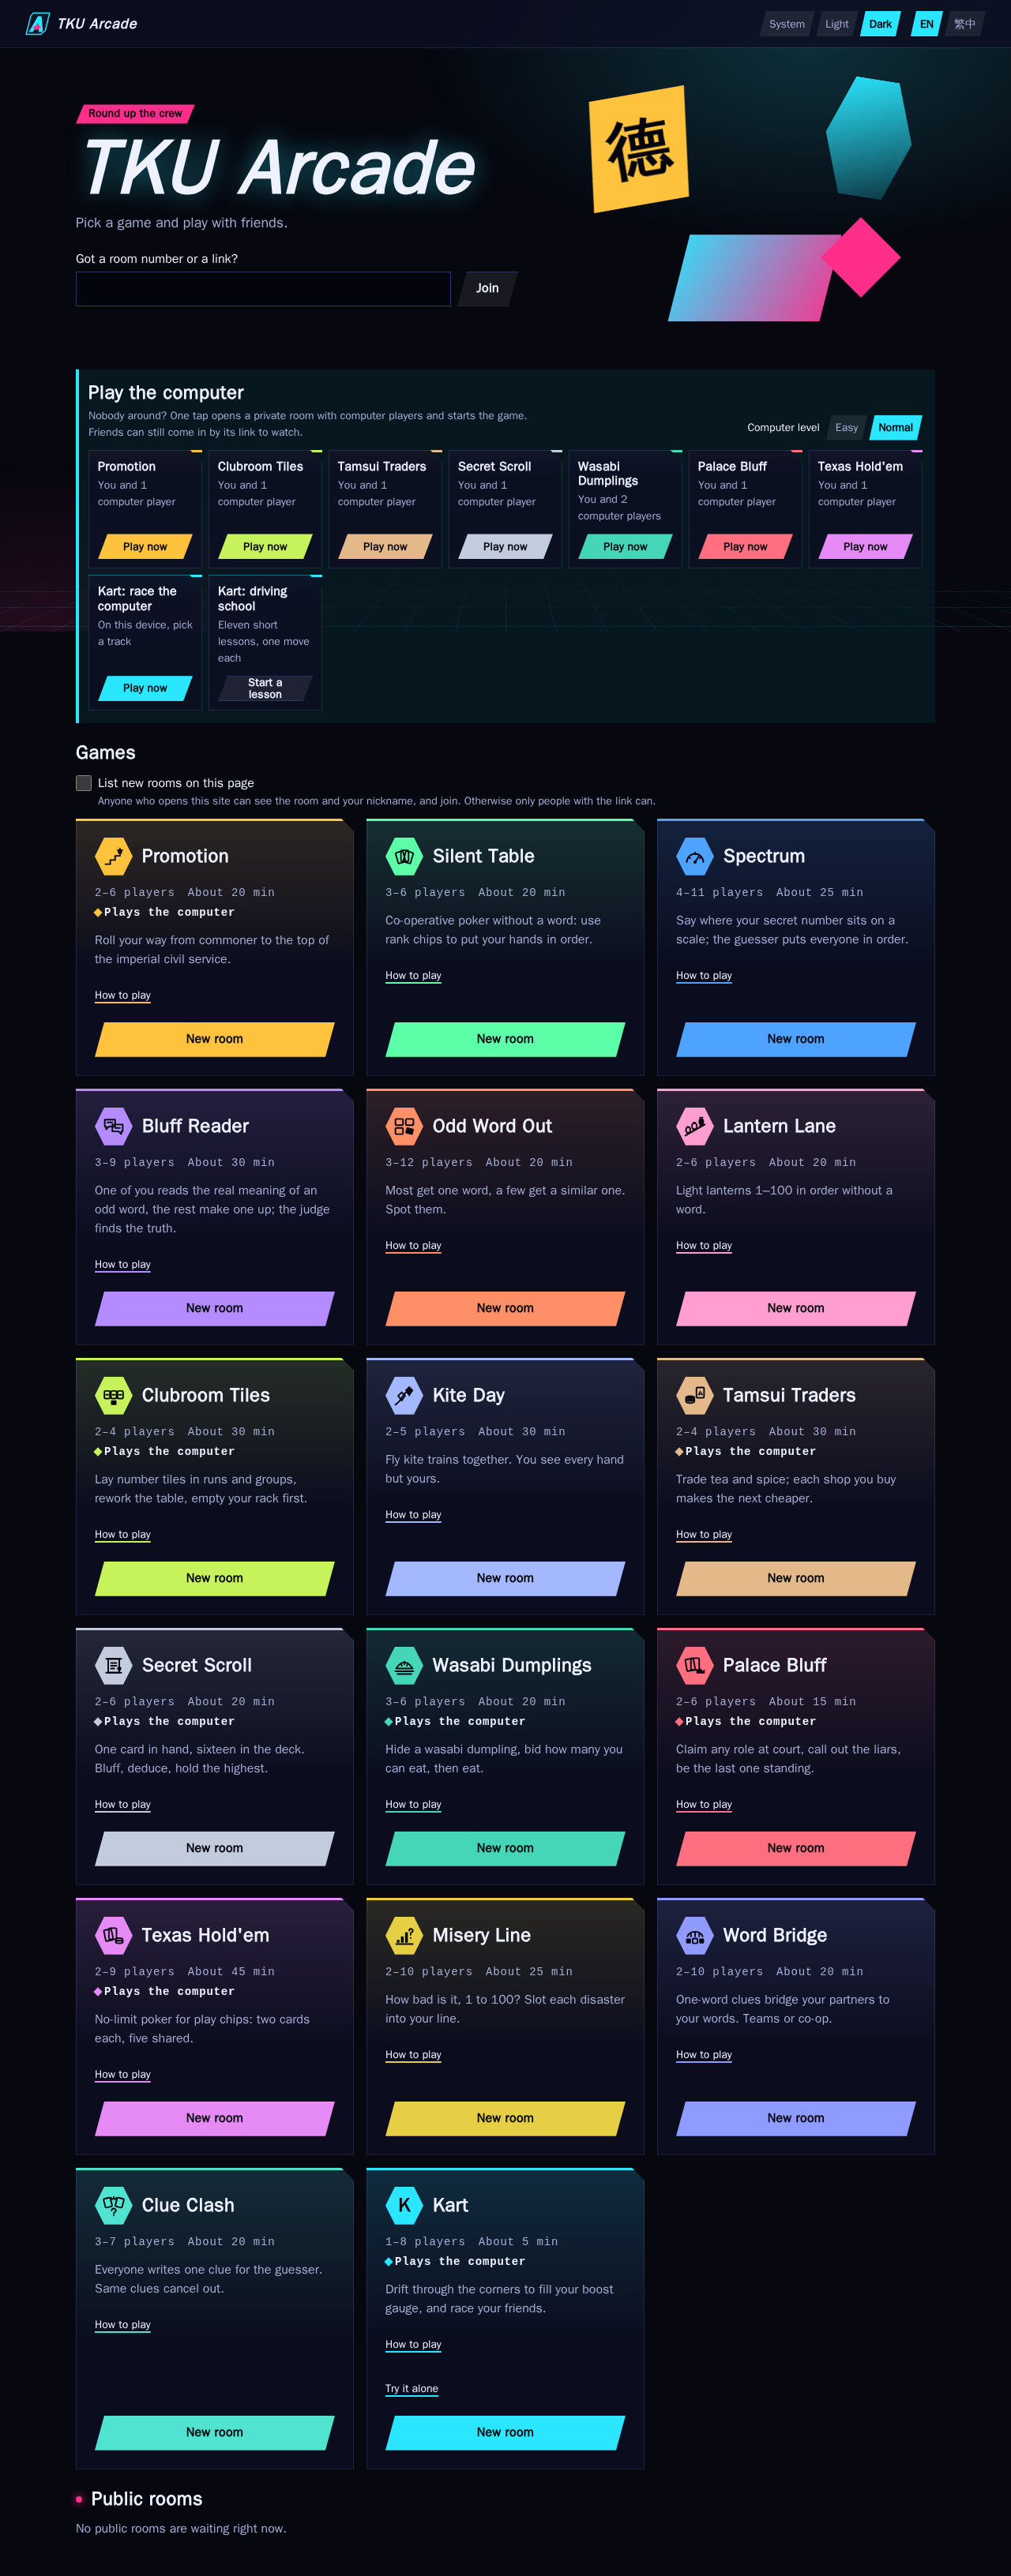 TKU Arcade
System Light Dark EN 繁中
Round up the crew
德
TKU Arcade
Pick a game and play with friends.
Got a room number or a link?
Join
Play the computer
Nobody around? One tap opens a private room with computer players and starts the game.
Friends can still come in by its link to watch.
Computer level Easy Normal
Promotion
You and 1
computer player
Play now
Clubroom Tiles
You and 1
computer player
Play now
Tamsui Traders
You and 1
computer player
Play now
Secret Scroll
You and 1
computer player
Play now
Wasabi
Dumplings
You and 2
computer players
Play now
Palace Bluff
You and 1
computer player
Play now
Texas Hold'em
You and 1
computer player
Play now
Kart: race the
computer
On this device, pick
a track
Play now
Kart: driving
school
Eleven short
lessons, one move
each
Start a
lesson
Games
List new rooms on this page
Anyone who opens this site can see the room and your nickname, and join. Otherwise only people with the link can.
Promotion
2–6 players About 20 min
Plays the computer
Roll your way from commoner to the top of
the imperial civil service.
How to play
New room
Silent Table
3–6 players About 20 min
Co-operative poker without a word: use
rank chips to put your hands in order.
How to play
New room
Spectrum
4–11 players About 25 min
Say where your secret number sits on a
scale; the guesser puts everyone in order.
How to play
New room
Bluff Reader
3–9 players About 30 min
One of you reads the real meaning of an
odd word, the rest make one up; the judge
finds the truth.
How to play
New room
Odd Word Out
3–12 players About 20 min
Most get one word, a few get a similar one.
Spot them.
How to play
New room
Lantern Lane
2–6 players About 20 min
Light lanterns 1–100 in order without a
word.
How to play
New room
Clubroom Tiles
2–4 players About 30 min
Plays the computer
Lay number tiles in runs and groups,
rework the table, empty your rack first.
How to play
New room
Kite Day
2–5 players About 30 min
Fly kite trains together. You see every hand
but yours.
How to play
New room
Tamsui Traders
2–4 players About 30 min
Plays the computer
Trade tea and spice; each shop you buy
makes the next cheaper.
How to play
New room
Secret Scroll
2–6 players About 20 min
Plays the computer
One card in hand, sixteen in the deck.
Bluff, deduce, hold the highest.
How to play
New room
Wasabi Dumplings
3–6 players About 20 min
Plays the computer
Hide a wasabi dumpling, bid how many you
can eat, then eat.
How to play
New room
Palace Bluff
2–6 players About 15 min
Plays the computer
Claim any role at court, call out the liars,
be the last one standing.
How to play
New room
Texas Hold'em
2–9 players About 45 min
Plays the computer
No-limit poker for play chips: two cards
each, five shared.
How to play
New room
Misery Line
2–10 players About 25 min
How bad is it, 1 to 100? Slot each disaster
into your line.
How to play
New room
Word Bridge
2–10 players About 20 min
One-word clues bridge your partners to
your words. Teams or co-op.
How to play
New room
Clue Clash
3–7 players About 20 min
Everyone writes one clue for the guesser.
Same clues cancel out.
How to play
New room
K
Kart
1–8 players About 5 min
Plays the computer
Drift through the corners to fill your boost
gauge, and race your friends.
How to play
Try it alone
New room
Public rooms
No public rooms are waiting right now.